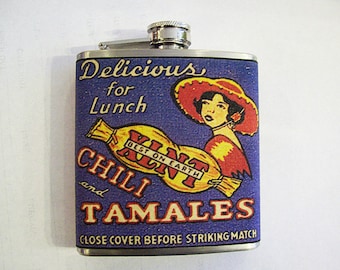 Delicious
for
Lunch
XLNT
BEST ON EARTH
CHILI
and
TAMALES
CLOSE COVER BEFORE STRIKING MATCH